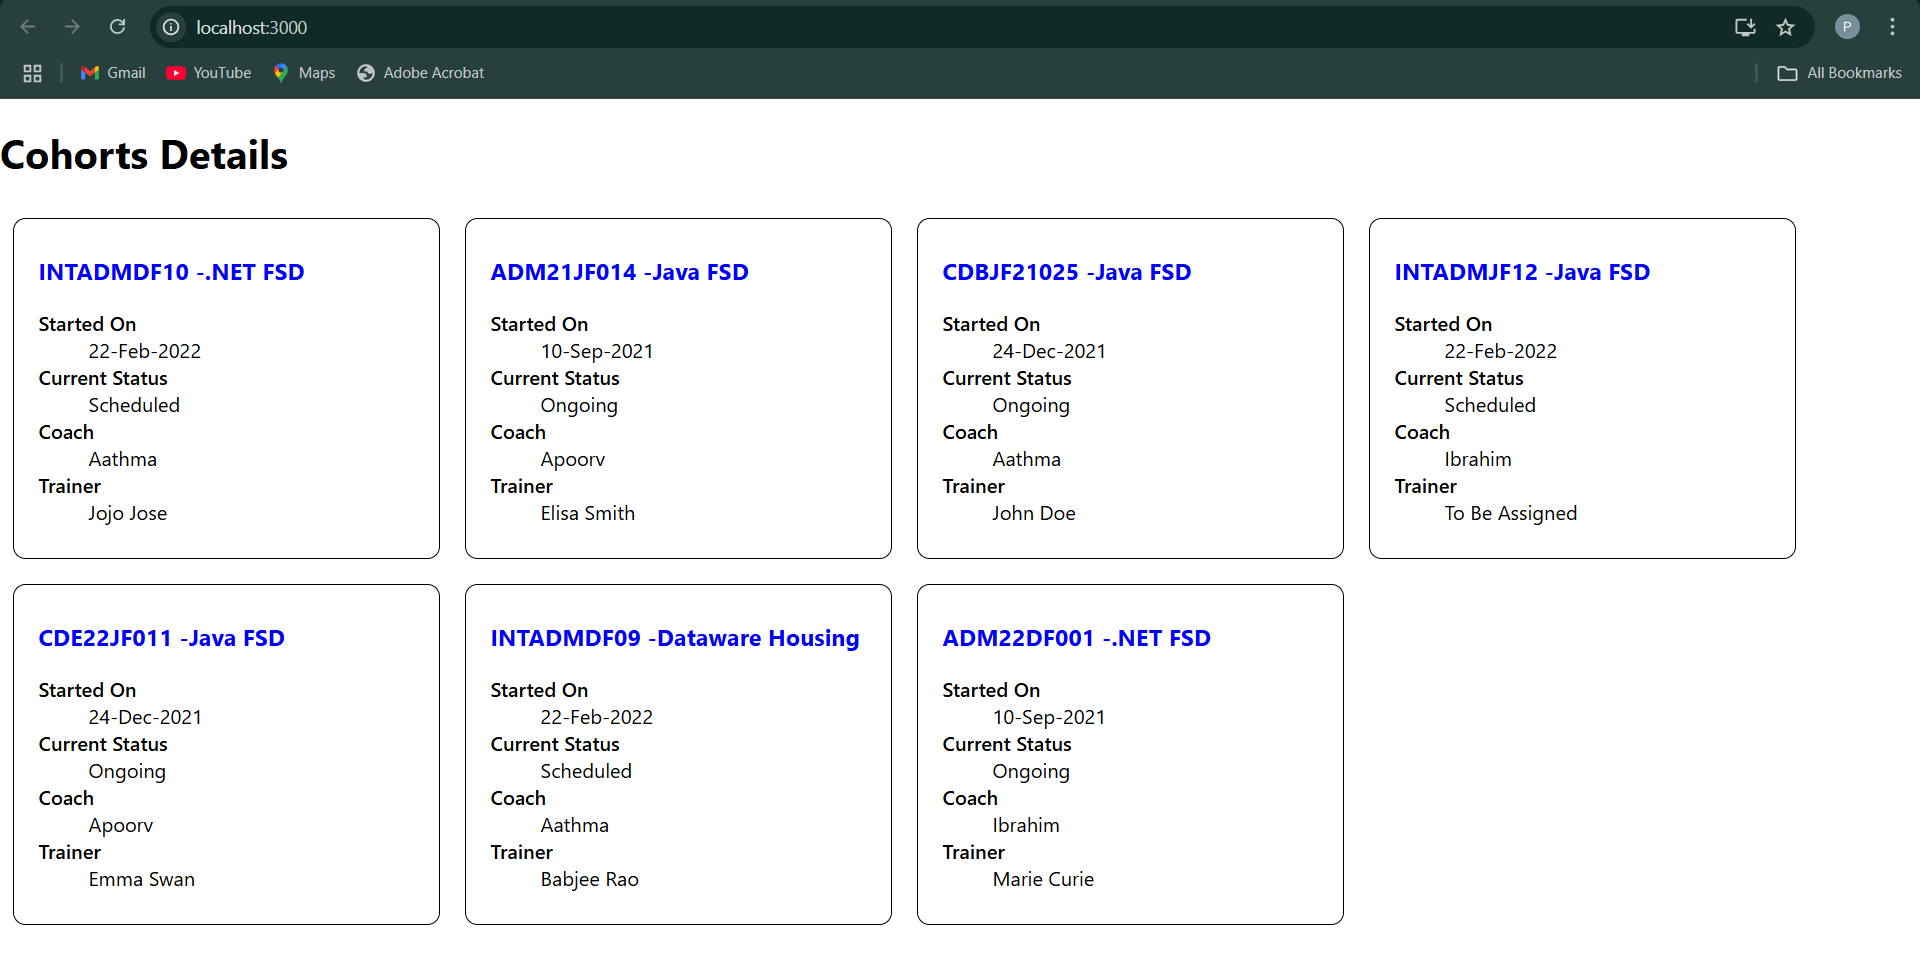 localhost:3000
P
Gmail YouTube Maps Adobe Acrobat All Bookmarks
Cohorts Details
INTADMDF10 -.NET FSD
Started On
22-Feb-2022
Current Status
Scheduled
Coach
Aathma
Trainer
Jojo Jose
ADM21JF014 -Java FSD
Started On
10-Sep-2021
Current Status
Ongoing
Coach
Apoorv
Trainer
Elisa Smith
CDBJF21025 -Java FSD
Started On
24-Dec-2021
Current Status
Ongoing
Coach
Aathma
Trainer
John Doe
INTADMJF12 -Java FSD
Started On
22-Feb-2022
Current Status
Scheduled
Coach
Ibrahim
Trainer
To Be Assigned
CDE22JF011 -Java FSD
Started On
24-Dec-2021
Current Status
Ongoing
Coach
Apoorv
Trainer
Emma Swan
INTADMDF09 -Dataware Housing
Started On
22-Feb-2022
Current Status
Scheduled
Coach
Aathma
Trainer
Babjee Rao
ADM22DF001 -.NET FSD
Started On
10-Sep-2021
Current Status
Ongoing
Coach
Ibrahim
Trainer
Marie Curie